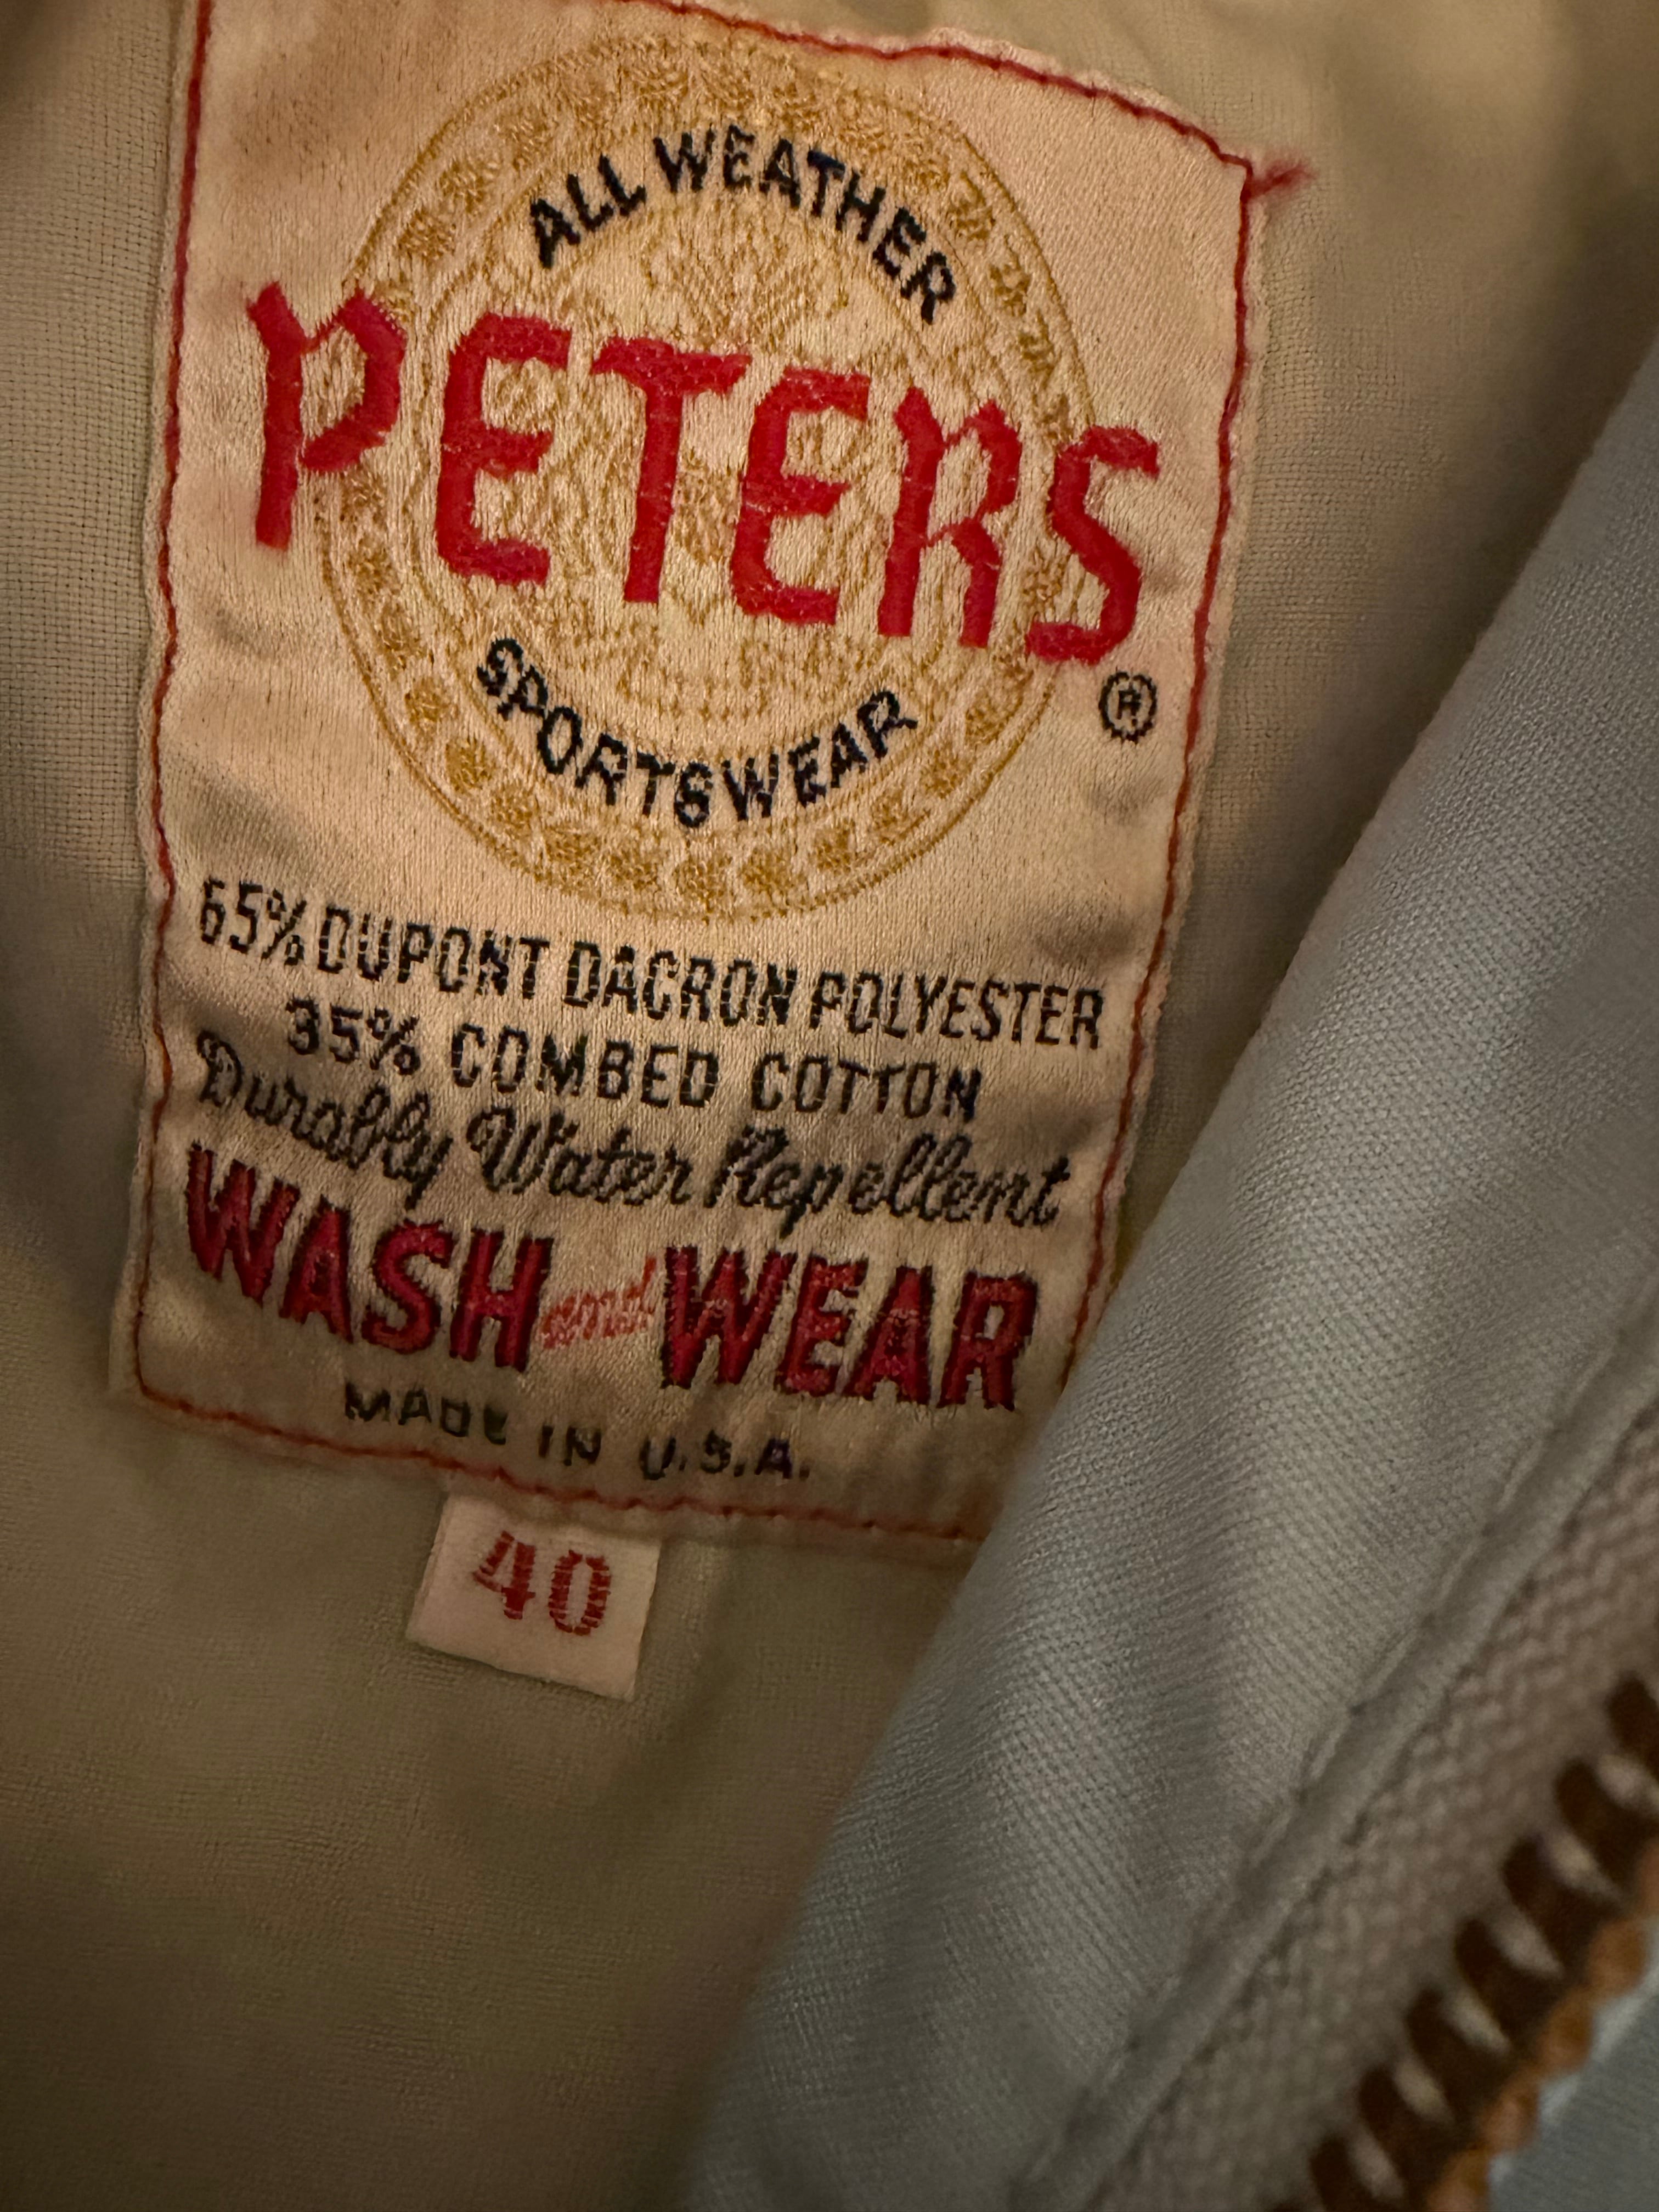 ALL WEATHER
PETERS
®
SPORTSWEAR
65% DUPONT DACRON POLYESTER
35% COMBED COTTON
Durably Water Repellent
WASH and WEAR
MADE IN U.S.A.
40